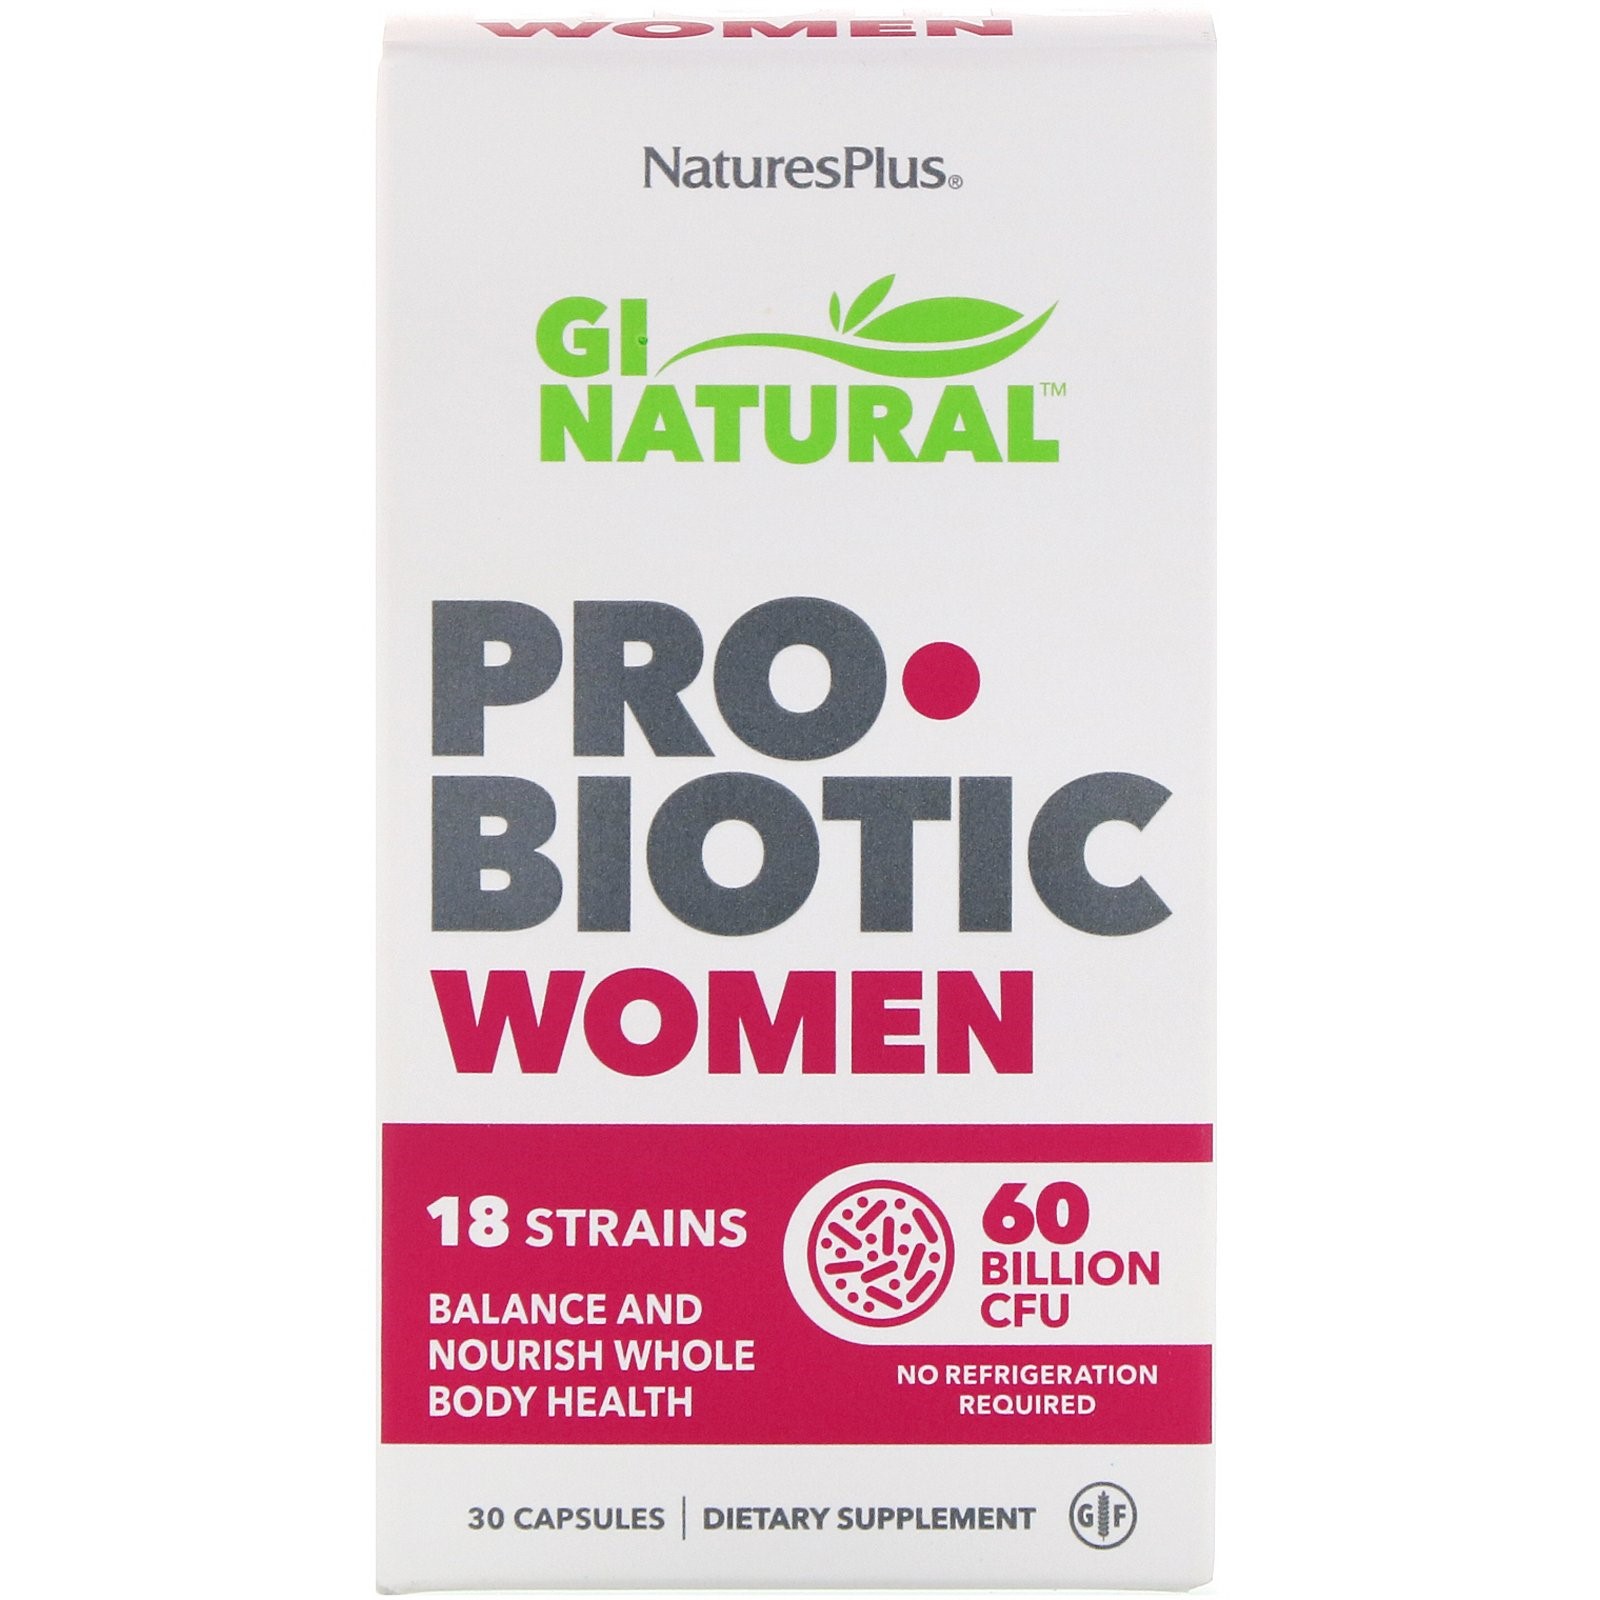 WOMEN
NaturesPlus®
GI
NATURAL™
PRO•
BIOTIC
WOMEN
18 STRAINS
BALANCE AND
NOURISH WHOLE
BODY HEALTH
60
BILLION
CFU
NO REFRIGERATION
REQUIRED
30 CAPSULES | DIETARY SUPPLEMENT
G F